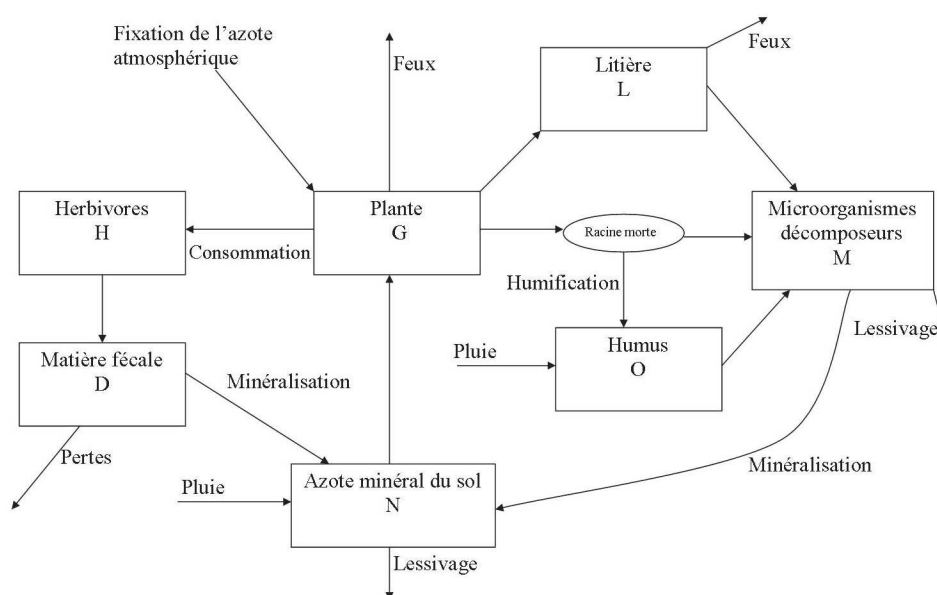 Fixation de l'azote
atmosphérique
Feux
Litière
L
Feux
Herbivores
H
Consommation
Plante
G
Racine morte
Microorganismes
décomposeurs
M
Humification
Lessivage
Matière fécale
D
Minéralisation
Pluie
Humus
O
Pertes
Pluie
Azote minéral du sol
N
Minéralisation
Lessivage